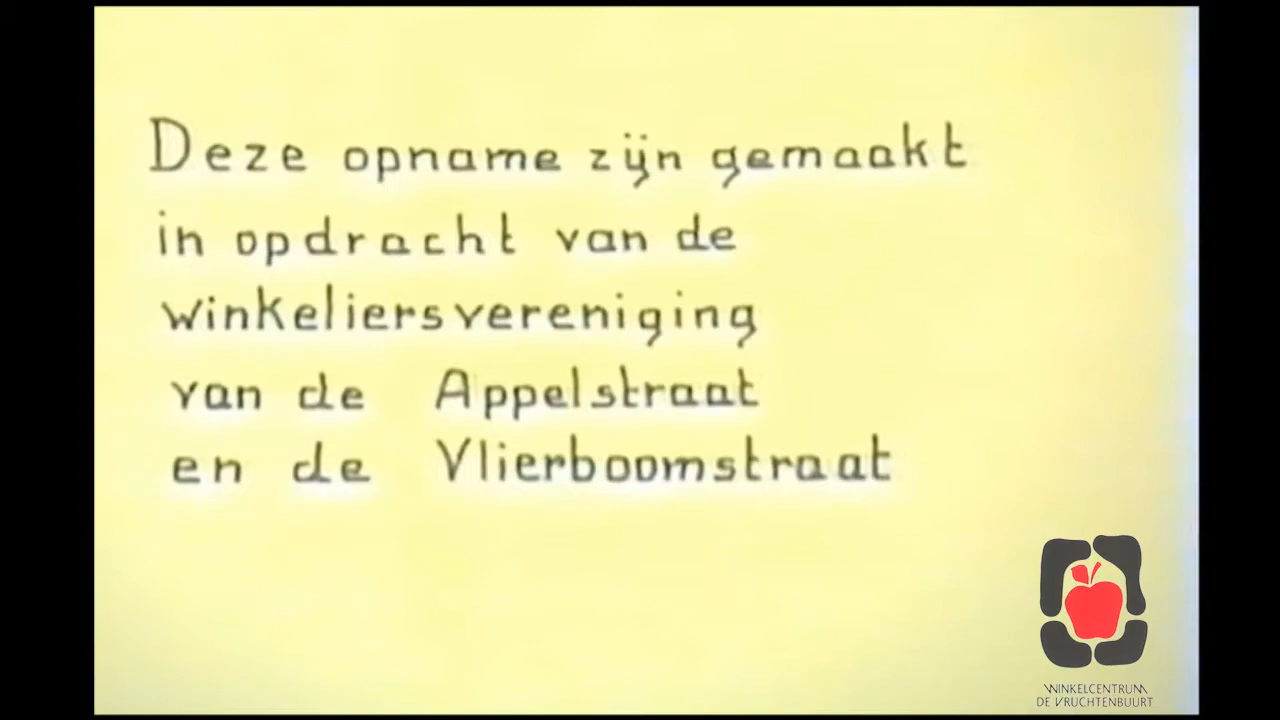 Deze opname zijn gemaakt
in opdracht van de
winkeliersvereniging
van de Appelstraat
en de Vlierboomstraat
WINKELCENTRUM
DE VRUCHTENBUURT